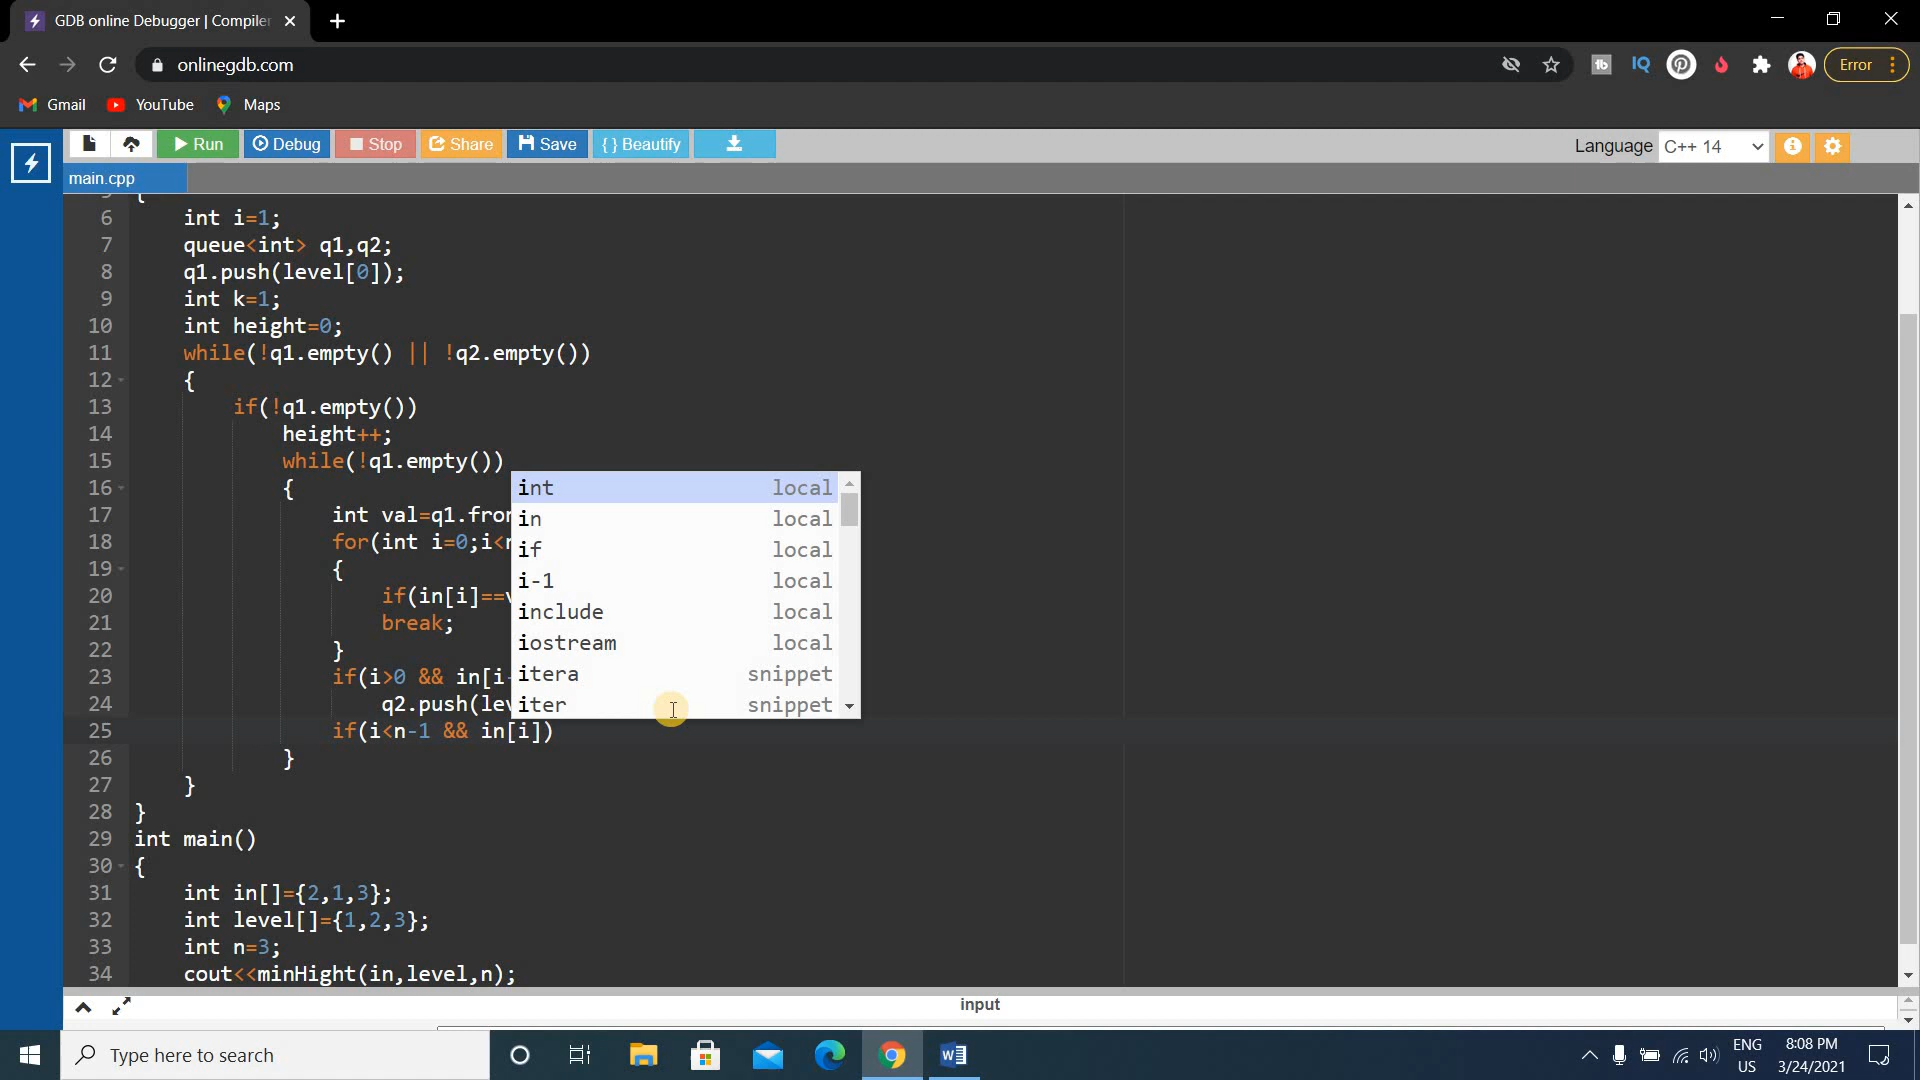 GDB online Debugger | Compiler
onlinegdb.com
Error
Gmail YouTube Maps
Run Debug Stop Share Save { } Beautify
Language C++ 14
main.cpp
6 int i=1;
7 queue<int> q1,q2;
8 q1.push(level[0]);
9 int k=1;
10 int height=0;
11 while(!q1.empty() || !q2.empty())
12 {
13 if(!q1.empty())
14 height++;
15 while(!q1.empty())
16 {
17 int val=q1.fron
18 for(int i=0;i<n
19 {
20 if(in[i]==v
21 break;
22 }
23 if(i>0 && in[i-
24 q2.push(lev
25 if(i<n-1 && in[i])
26 }
27 }
28 }
29 int main()
30 {
31 int in[]={2,1,3};
32 int level[]={1,2,3};
33 int n=3;
34 cout<<minHight(in,level,n);
int local
in local
if local
i-1 local
include local
iostream local
itera snippet
iter snippet
input
Type here to search
ENG
US
8:08 PM
3/24/2021